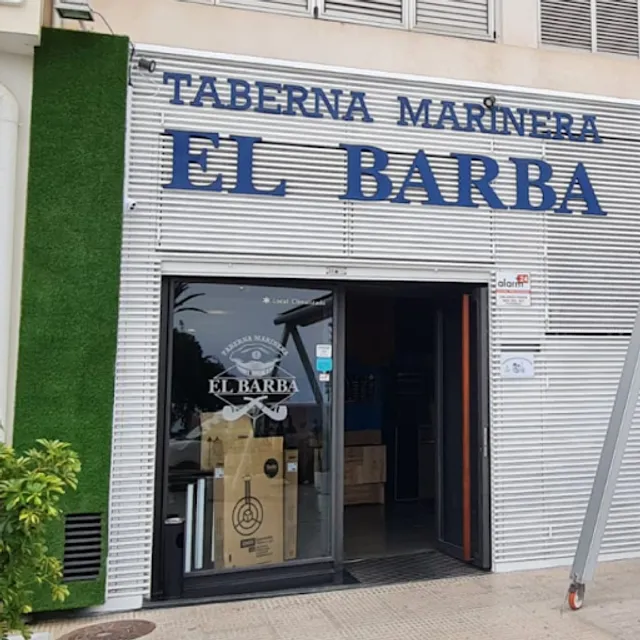 TABERNA MARINERA
EL BARBA
Local Climatizado
alarm
TABERNA MARINERA
EL BARBA